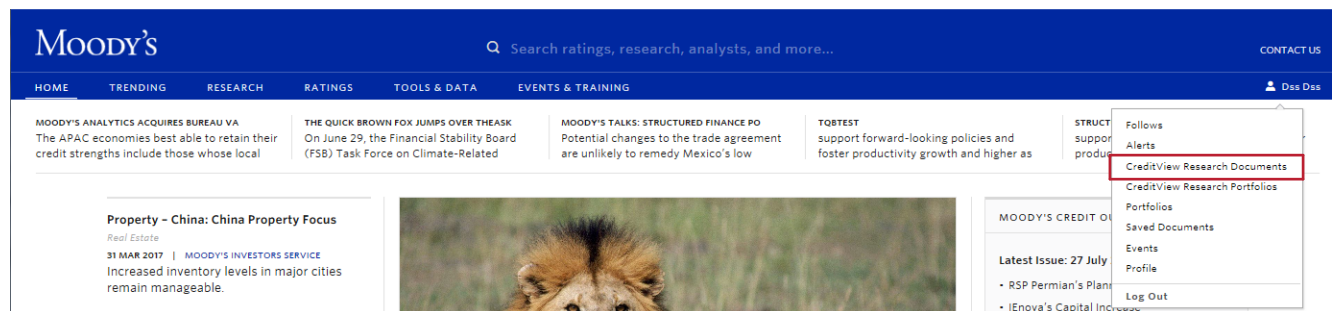 MOODY'S
Search ratings, research, analysts, and more...
CONTACT US
HOME TRENDING RESEARCH RATINGS TOOLS & DATA EVENTS & TRAINING
Dss Dss
MOODY'S ANALYTICS ACQUIRES BUREAU VA
The APAC economies best able to retain their
credit strengths include those whose local
THE QUICK BROWN FOX JUMPS OVER THEASK
On June 29, the Financial Stability Board
(FSB) Task Force on Climate-Related
MOODY'S TALKS: STRUCTURED FINANCE PO
Potential changes to the trade agreement
are unlikely to remedy Mexico's low
TQBTEST
support forward-looking policies and
foster productivity growth and higher as
STRUCT
Follows
Alerts
CreditView Research Documents
CreditView Research Portfolios
Portfolios
Saved Documents
Events
Profile
Log Out
Property – China: China Property Focus
Real Estate
31 MAR 2017 | MOODY'S INVESTORS SERVICE
Increased inventory levels in major cities
remain manageable.
MOODY'S CREDIT OU
Latest Issue: 27 July
• RSP Permian's Plan
• IEnova's Capital Increase